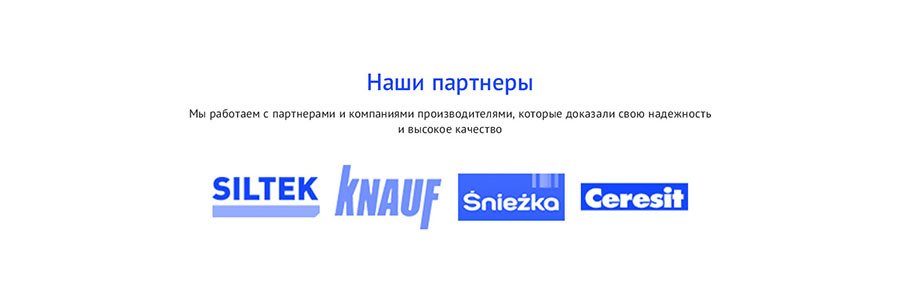 Наши партнеры
Мы работаем с партнерами и компаниями производителями, которые доказали свою надежность
и высокое качество
SILTEK KNAUF Śnieżka Ceresit